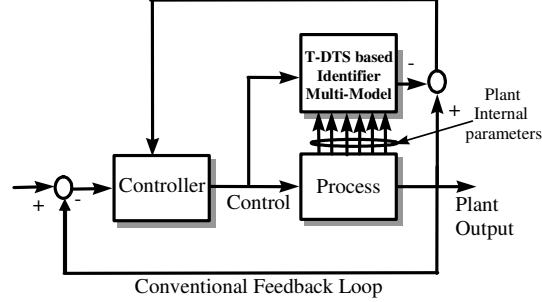 T-DTS based
Identifier
Multi-Model
-
+
Plant
Internal
parameters
Controller
Process
+
-
Control
Plant
Output
Conventional Feedback Loop